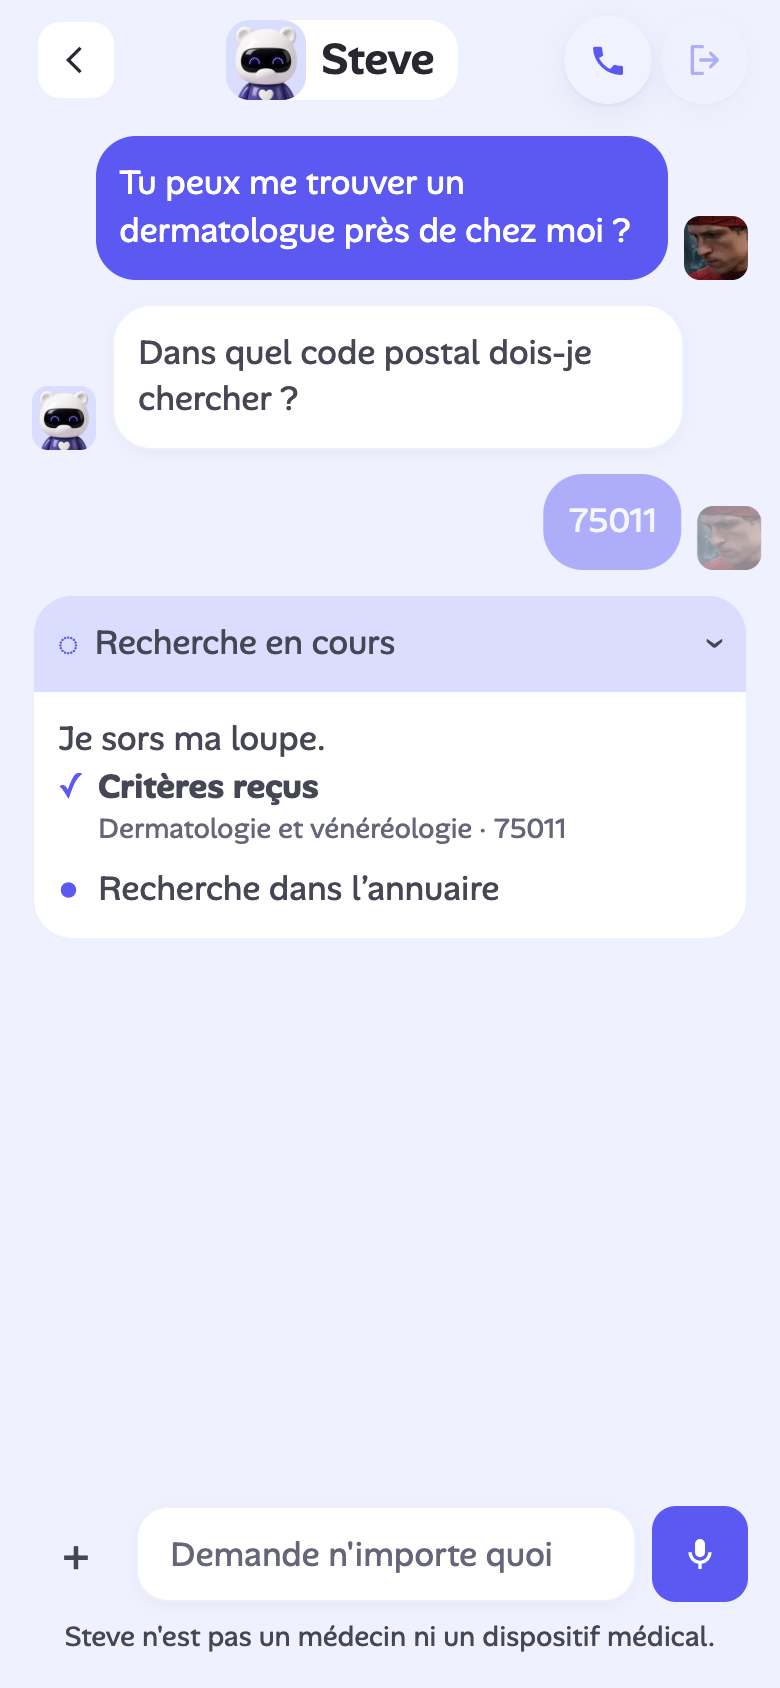 Steve
Tu peux me trouver un
dermatologue près de chez moi ?
Dans quel code postal dois-je
chercher ?
75011
Recherche en cours
Je sors ma loupe.
Critères reçus
Dermatologie et vénéréologie · 75011
Recherche dans l’annuaire
Demande n'importe quoi
Steve n'est pas un médecin ni un dispositif médical.